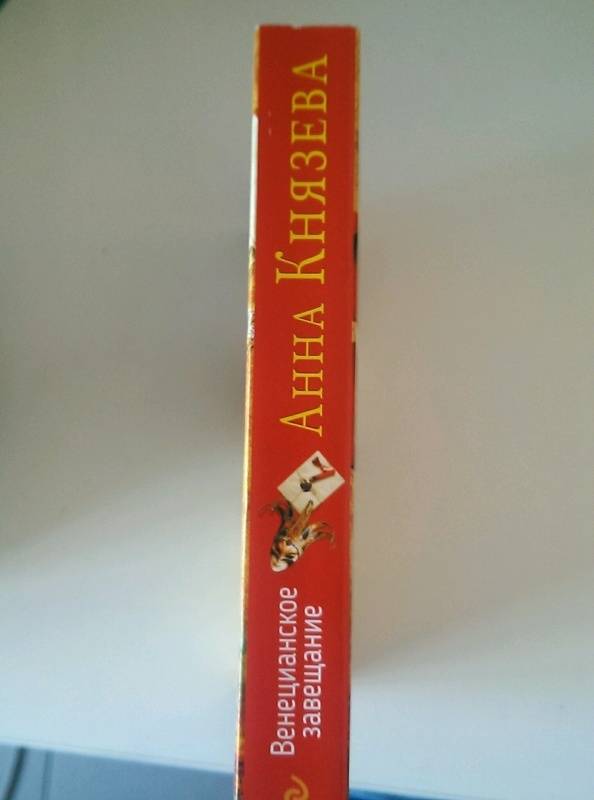 Анна Князева
Венецианское
завещание